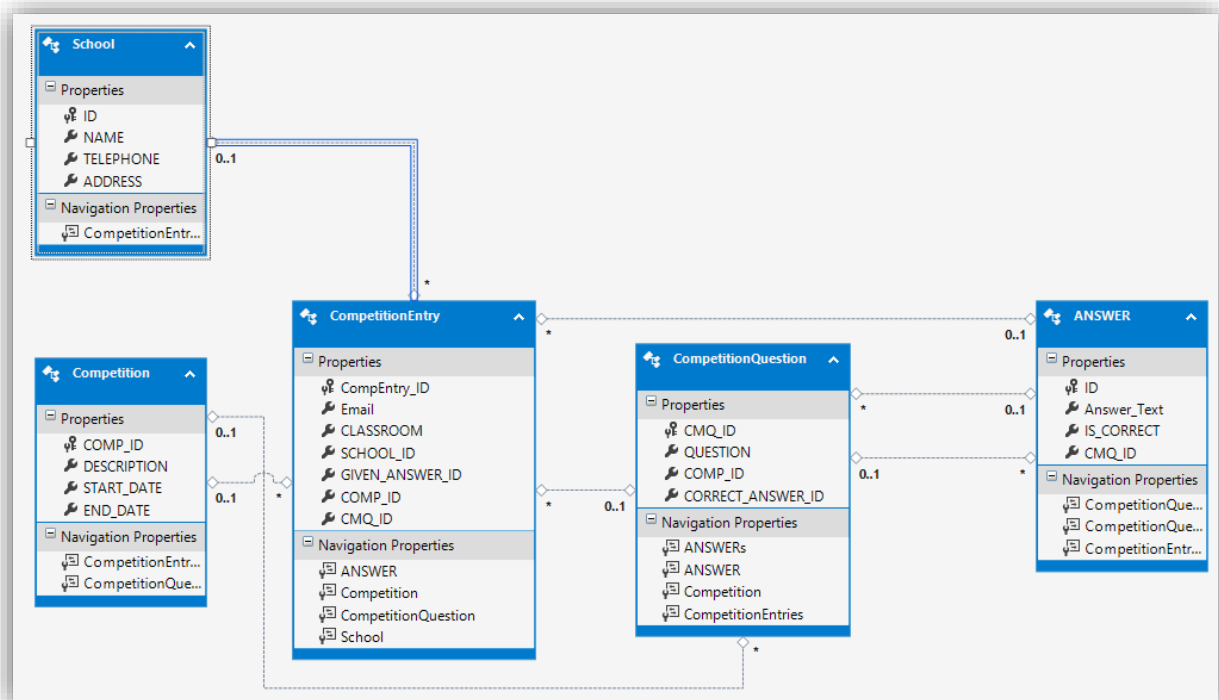 School
Properties
ID
NAME
TELEPHONE
ADDRESS
Navigation Properties
CompetitionEntr...
0..1
*
CompetitionEntry
Properties
CompEntry_ID
Email
CLASSROOM
SCHOOL_ID
GIVEN_ANSWER_ID
COMP_ID
CMQ_ID
Navigation Properties
ANSWER
Competition
CompetitionQuestion
School
*
0..1
ANSWER
Properties
ID
Answer_Text
IS_CORRECT
CMQ_ID
Navigation Properties
CompetitionQue...
CompetitionQue...
CompetitionEntr...
CompetitionQuestion
Properties
CMQ_ID
QUESTION
COMP_ID
CORRECT_ANSWER_ID
Navigation Properties
ANSWERs
ANSWER
Competition
CompetitionEntries
*
0..1
0..1
*
*
0..1
Competition
Properties
COMP_ID
DESCRIPTION
START_DATE
END_DATE
Navigation Properties
CompetitionEntr...
CompetitionQue...
0..1
0..1
*
*